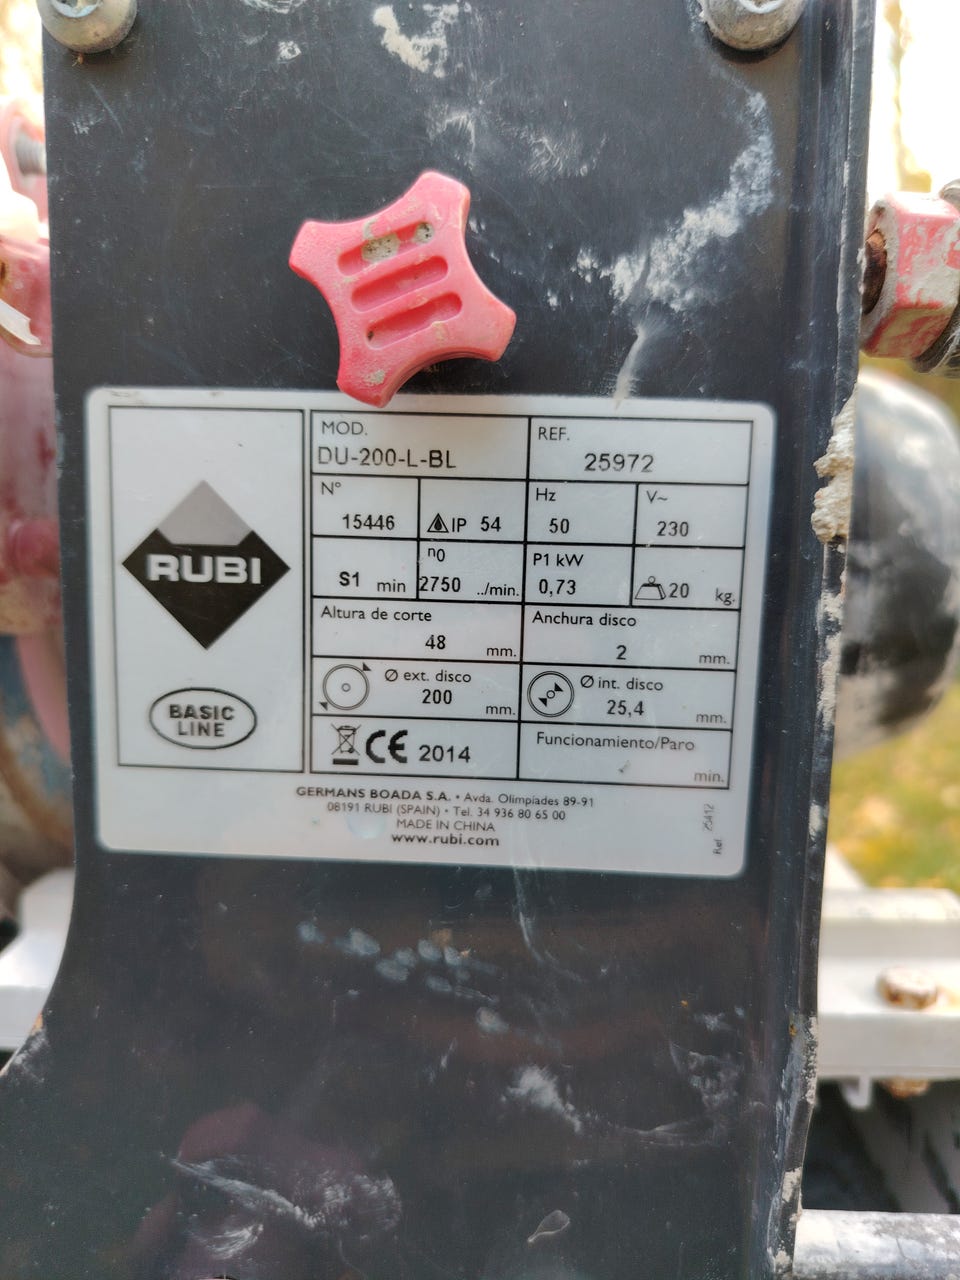 RUBI
BASIC
LINE
MOD.
DU-200-L-BL
REF.
25972
N°
15446
IP 54
Hz
50
V~
230
S1 min
n0
2750 ../min.
P1 kW
0,73
20 kg.
Altura de corte
48 mm.
Anchura disco
2 mm.
Ø ext. disco
200 mm.
Ø int. disco
25,4 mm.
CE 2014
Funcionamiento/Paro
min.
GERMANS BOADA S.A. • Avda. Olimpíades 89-91
08191 RUBI (SPAIN) • Tel. 34 936 80 65 00
MADE IN CHINA
www.rubi.com
Ref 25412